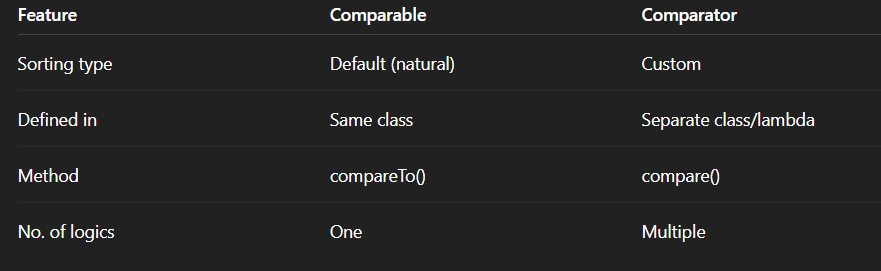 Feature Comparable Comparator
Sorting type Default (natural) Custom
Defined in Same class Separate class/lambda
Method compareTo() compare()
No. of logics One Multiple